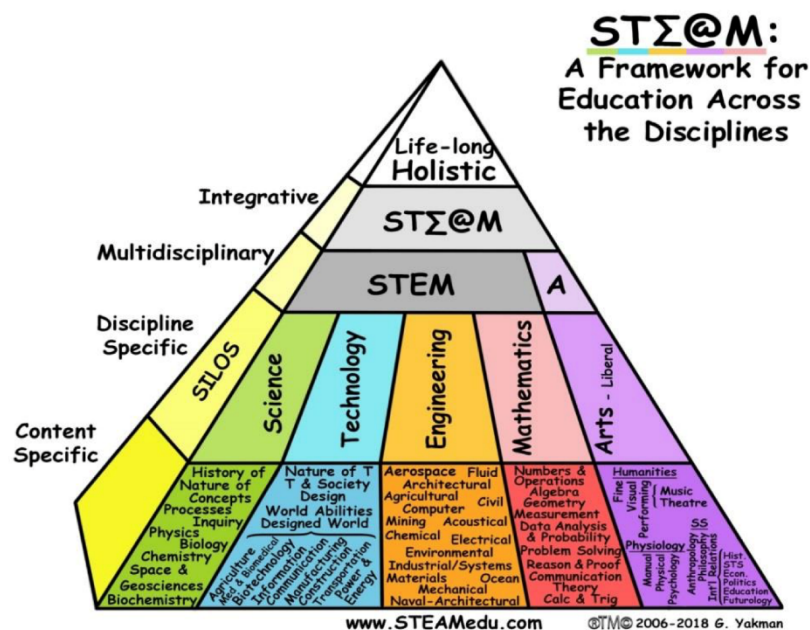 STΣ@M:
A Framework for
Education Across
the Disciplines
Life-long
Holistic
Integrative
STΣ@M
Multidisciplinary
STEM
A
Discipline
Specific
SILOS
Science
Technology
Engineering
Mathematics
Arts - Liberal
Content
Specific
History of
Nature of
Concepts
Processes
Inquiry
Physics
Biology
Chemistry
Space &
Geosciences
Biochemistry
Nature of T
T & Society
Design
World Abilities
Designed World
Agriculture
Med & Biomedical
Biotechnology
Information
Communication
Manufacturing
Construction
Transportation
Power &
Energy
Aerospace Fluid
Architectural
Agricultural
Computer Civil
Mining Acoustical
Chemical Electrical
Environmental
Industrial/Systems
Materials Ocean
Mechanical
Naval-Architectural
Numbers &
Operations
Algebra
Geometry
Measurement
Data Analysis
& Probability
Problem Solving
Reason & Proof
Communication
Theory
Calc & Trig
Humanities
Fine
Visual
Performing
Music
Theatre
SS
Physiology
Manual
Physical
Psychology
Anthropology
Philosophy
Int'l Relations
Hist.
STS
Econ.
Politics
Education
Futurology
www.STEAMedu.com
®TM© 2006-2018 G. Yakman